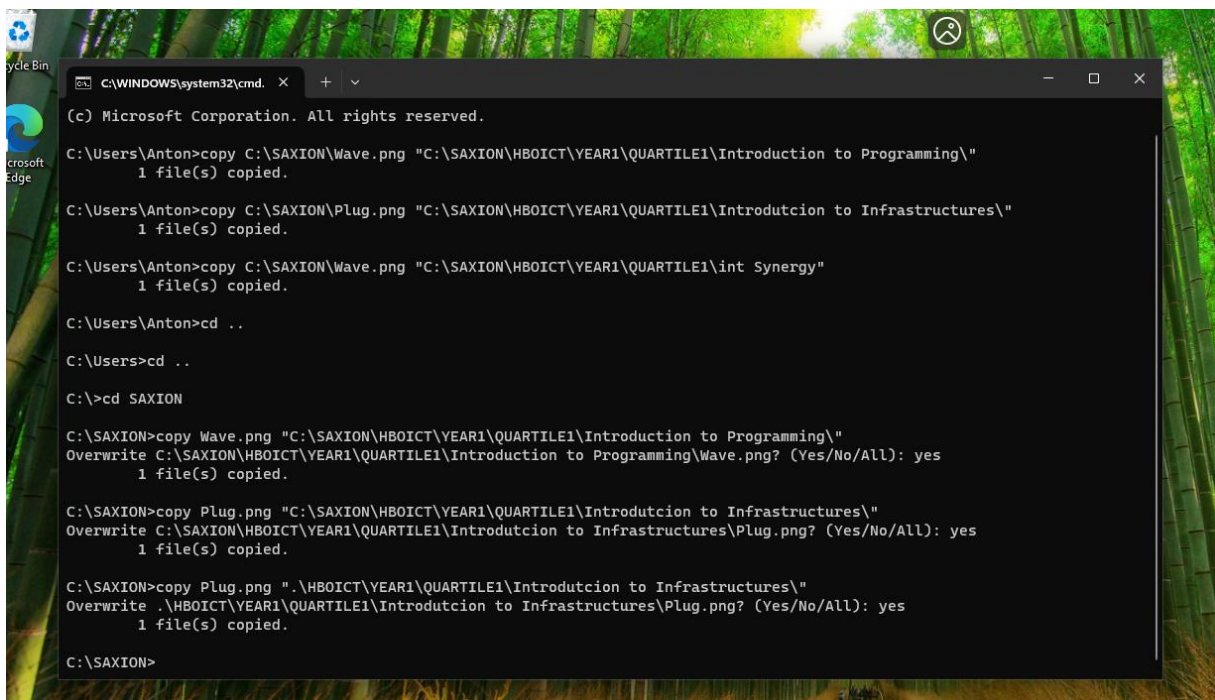 ycle Bin
crosoft
Edge
C:\WINDOWS\system32\cmd.
(c) Microsoft Corporation. All rights reserved.
C:\Users\Anton>copy C:\SAXION\Wave.png "C:\SAXION\HBOICT\YEAR1\QUARTILE1\Introduction to Programming\"
1 file(s) copied.
C:\Users\Anton>copy C:\SAXION\Plug.png "C:\SAXION\HBOICT\YEAR1\QUARTILE1\Introdutcion to Infrastructures\"
1 file(s) copied.
C:\Users\Anton>copy C:\SAXION\Wave.png "C:\SAXION\HBOICT\YEAR1\QUARTILE1\int Synergy"
1 file(s) copied.
C:\Users\Anton>cd ..
C:\Users>cd ..
C:\>cd SAXION
C:\SAXION>copy Wave.png "C:\SAXION\HBOICT\YEAR1\QUARTILE1\Introduction to Programming\"
Overwrite C:\SAXION\HBOICT\YEAR1\QUARTILE1\Introduction to Programming\Wave.png? (Yes/No/All): yes
1 file(s) copied.
C:\SAXION>copy Plug.png "C:\SAXION\HBOICT\YEAR1\QUARTILE1\Introdutcion to Infrastructures\"
Overwrite C:\SAXION\HBOICT\YEAR1\QUARTILE1\Introdutcion to Infrastructures\Plug.png? (Yes/No/All): yes
1 file(s) copied.
C:\SAXION>copy Plug.png ".\HBOICT\YEAR1\QUARTILE1\Introdutcion to Infrastructures\"
Overwrite .\HBOICT\YEAR1\QUARTILE1\Introdutcion to Infrastructures\Plug.png? (Yes/No/All): yes
1 file(s) copied.
C:\SAXION>